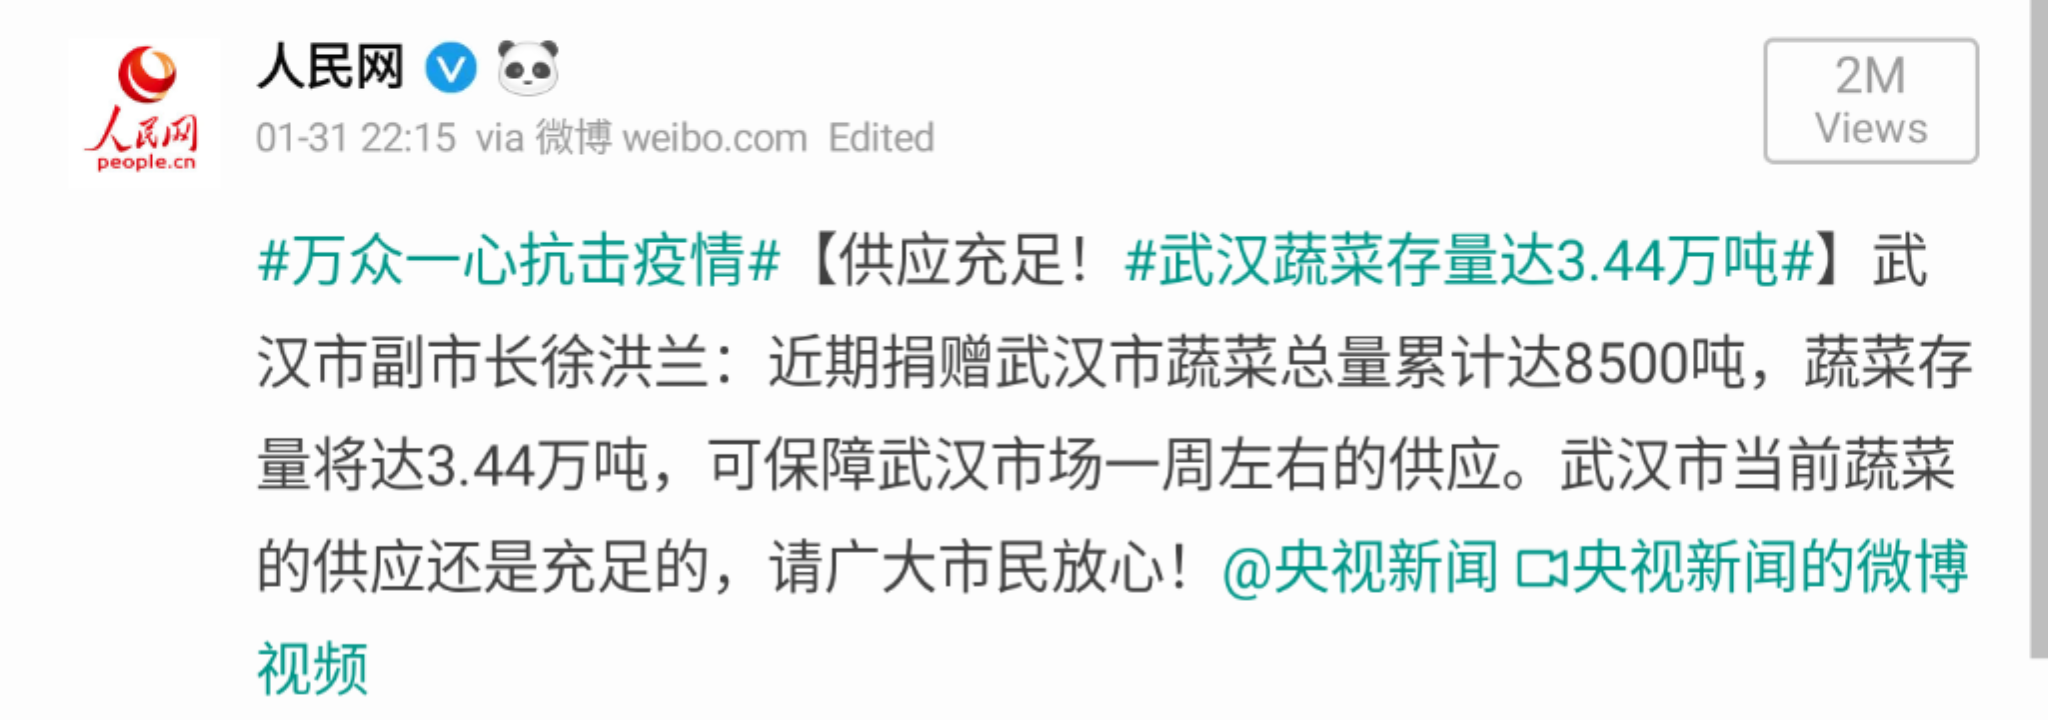 人民网
people.cn
人民网
01-31 22:15 via 微博 weibo.com Edited
2M
Views
#万众一心抗击疫情#【供应充足！#武汉蔬菜存量达3.44万吨#】武
汉市副市长徐洪兰：近期捐赠武汉市蔬菜总量累计达8500吨，蔬菜存
量将达3.44万吨，可保障武汉市场一周左右的供应。武汉市当前蔬菜
的供应还是充足的，请广大市民放心！@央视新闻 央视新闻的微博
视频